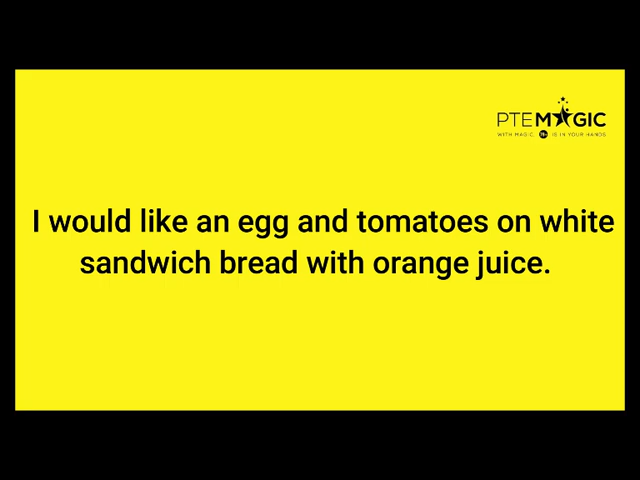 PTEMAGIC
WITH MAGIC, 79+ IS IN YOUR HANDS
I would like an egg and tomatoes on white
sandwich bread with orange juice.